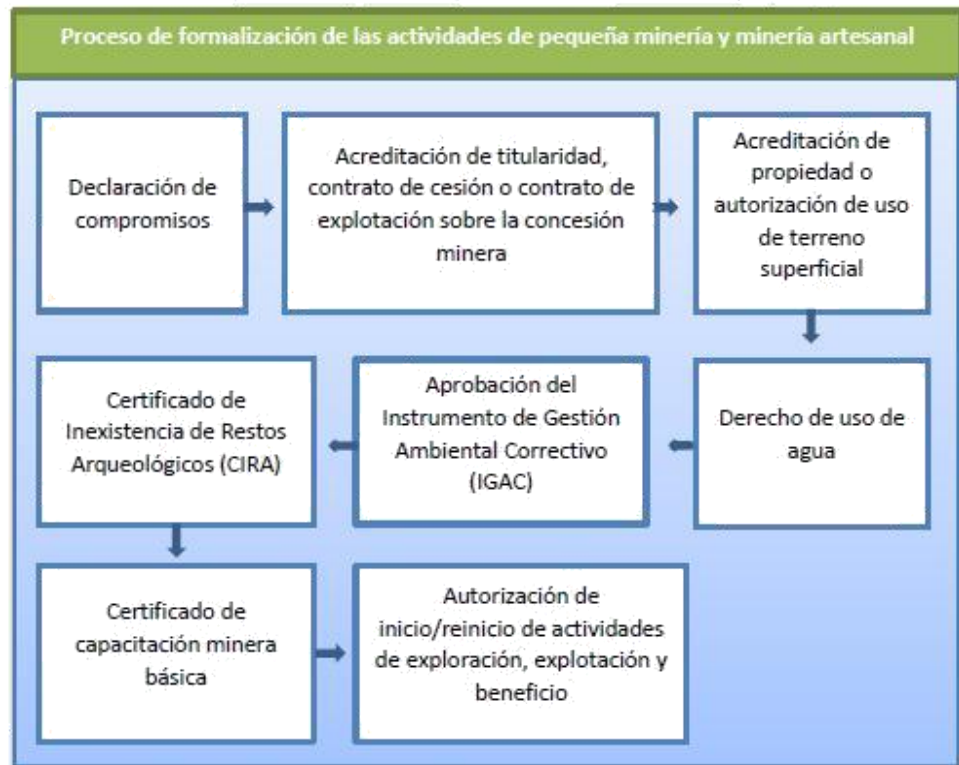 Proceso de formalización de las actividades de pequeña minería y minería artesanal
Declaración de
compromisos
Acreditación de titularidad,
contrato de cesión o contrato de
explotación sobre la concesión
minera
Acreditación de
propiedad o
autorización de uso
de terreno
superficial
Derecho de uso de
agua
Aprobación del
Instrumento de Gestión
Ambiental Correctivo
(IGAC)
Certificado de
Inexistencia de Restos
Arqueológicos (CIRA)
Certificado de
capacitación minera
básica
Autorización de
inicio/reinicio de actividades
de exploración, explotación y
beneficio